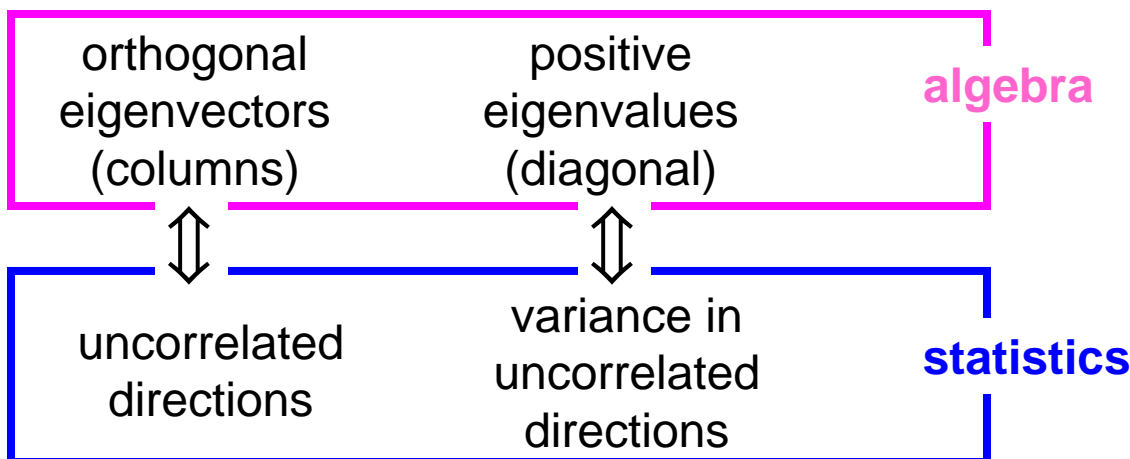 orthogonal
eigenvectors
(columns)
positive
eigenvalues
(diagonal)
algebra
uncorrelated
directions
variance in
uncorrelated
directions
statistics